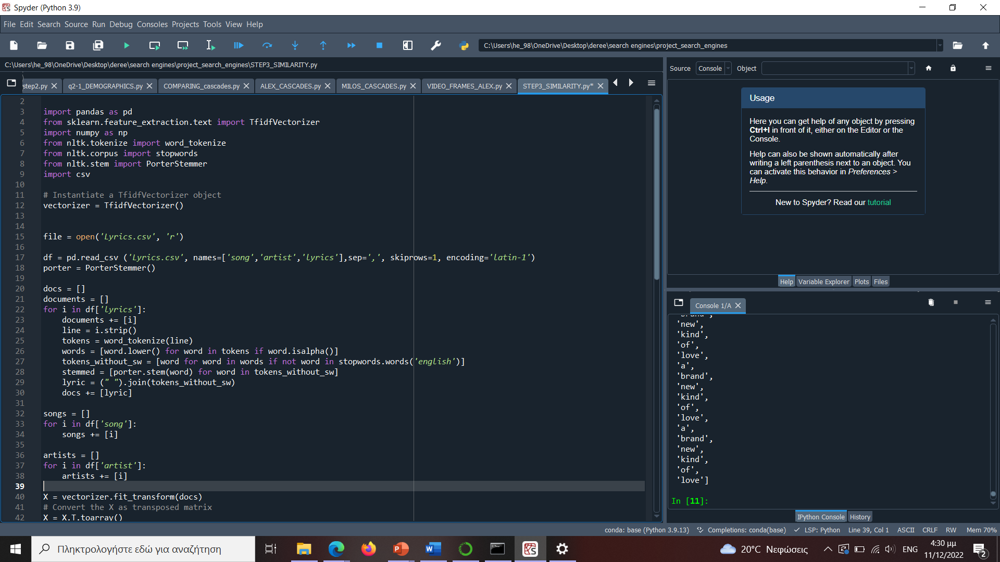 Spyder (Python 3.9)
File Edit Search Source Run Debug Consoles Projects Tools View Help
C:\Users\he_98\OneDrive\Desktop\deree\search engines\project_search_engines
C:\Users\he_98\OneDrive\Desktop\deree\search engines\project_search_engines\STEP3_SIMILARITY.py
step2.py q2-1_DEMOGRAPHICS.py COMPARING_cascades.py ALEX_CASCADES.py MILOS_CASCADES.py VIDEO_FRAMES_ALEX.py STEP3_SIMILARITY.py*
2
3 import pandas as pd
4 from sklearn.feature_extraction.text import TfidfVectorizer
5 import numpy as np
6 from nltk.tokenize import word_tokenize
7 from nltk.corpus import stopwords
8 from nltk.stem import PorterStemmer
9 import csv
10
11 # Instantiate a TfidfVectorizer object
12 vectorizer = TfidfVectorizer()
13
14
15 file = open('Lyrics.csv', 'r')
16
17 df = pd.read_csv ('Lyrics.csv', names=['song','artist','lyrics'],sep=',', skiprows=1, encoding='latin-1')
18 porter = PorterStemmer()
19
20 docs = []
21 documents = []
22 for i in df['lyrics']:
23     documents += [i]
24     line = i.strip()
25     tokens = word_tokenize(line)
26     words = [word.lower() for word in tokens if word.isalpha()]
27     tokens_without_sw = [word for word in words if not word in stopwords.words('english')]
28     stemmed = [porter.stem(word) for word in tokens_without_sw]
29     lyric = (" ").join(tokens_without_sw)
30     docs += [lyric]
31
32 songs = []
33 for i in df['song']:
34     songs += [i]
35
36 artists = []
37 for i in df['artist']:
38     artists += [i]
39
40 X = vectorizer.fit_transform(docs)
41 # Convert the X as transposed matrix
42 X = X.T.toarray()
Source Console Object
Usage
Here you can get help of any object by pressing
Ctrl+I in front of it, either on the Editor or the
Console.
Help can also be shown automatically after
writing a left parenthesis next to an object. You
can activate this behavior in Preferences >
Help.
New to Spyder? Read our tutorial
Help Variable Explorer Plots Files
Console 1/A
'brand',
'new',
'kind',
'of',
'love',
'a',
'brand',
'new',
'kind',
'of',
'love',
'a',
'brand',
'new',
'kind',
'of',
'love']
In [11]:
IPython Console History
conda: base (Python 3.9.13) Completions: conda(base) LSP: Python Line 39, Col 1 ASCII CRLF RW Mem 70%
Πληκτρολογήστε εδώ για αναζήτηση
20°C Νεφώσεις
ENG
4:30 μμ
11/12/2022
2